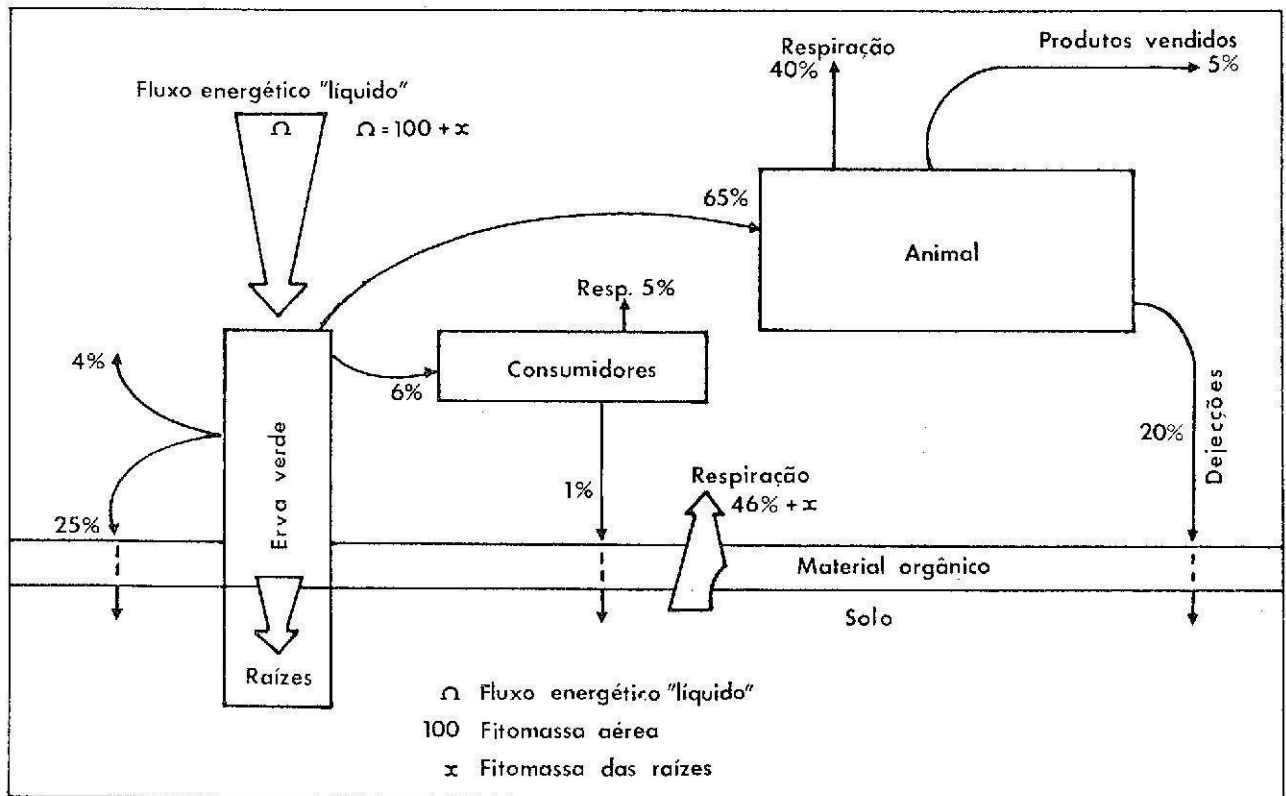 Respiração
40%
Produtos vendidos
5%
Fluxo energético "líquido"
Ω
Ω = 100 + x
65%
Animal
Resp. 5%
4%
6%
Consumidores
Erva verde
20%
Dejecções
1%
Respiração
46% + x
25%
Material orgânico
Solo
Raízes
Ω Fluxo energético "líquido"
100 Fitomassa aérea
x Fitomassa das raízes